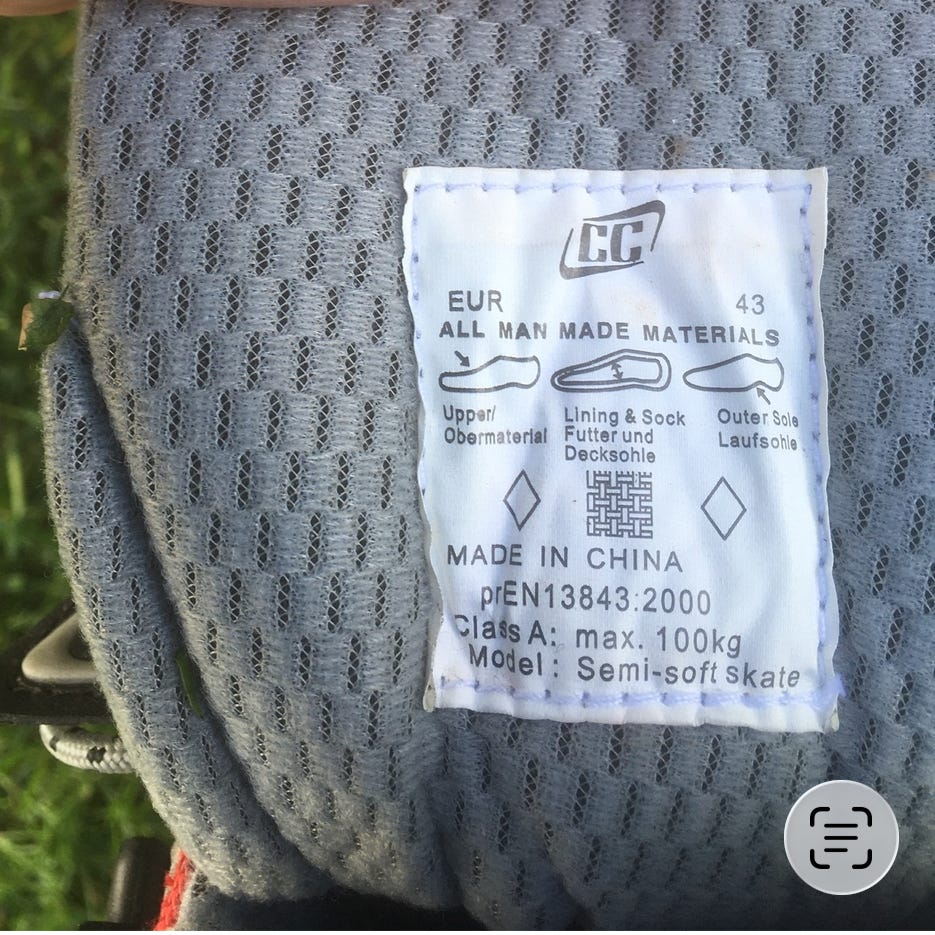 CC
EUR 43
ALL MAN MADE MATERIALS
Upper/ Lining & Sock Outer Sole
Obermaterial Futter und Laufsohle
Decksohle
MADE IN CHINA
prEN13843:2000
Class A: max. 100kg
Model : Semi-soft skate